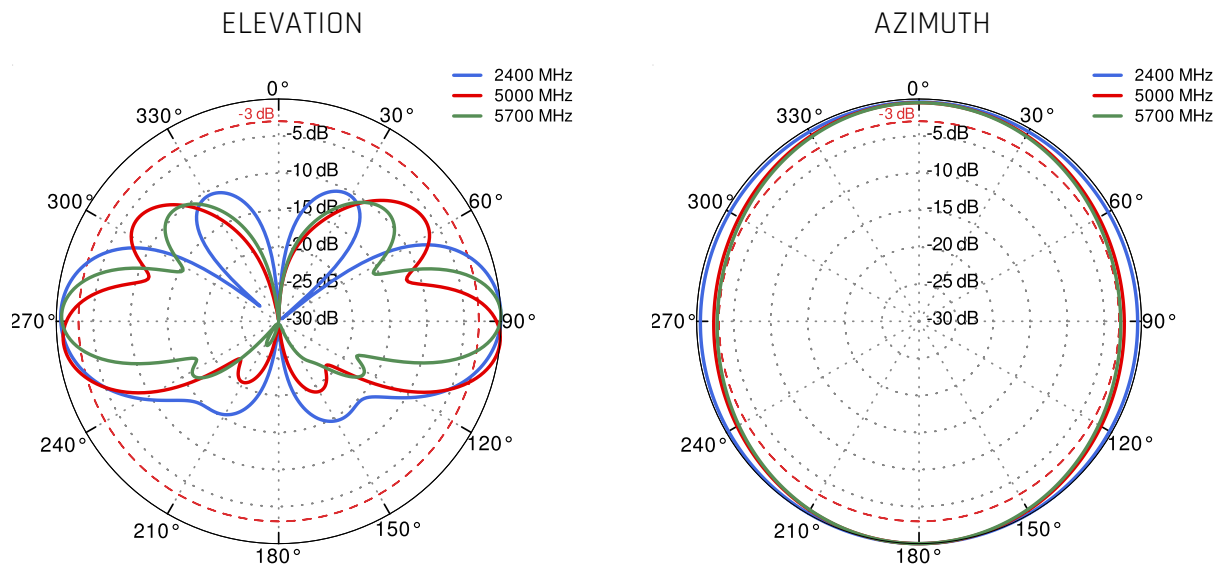 ELEVATION
2400 MHz
5000 MHz
5700 MHz
0°
-3 dB
330°
30°
-5 dB
-10 dB
300°
60°
-15 dB
-20 dB
-25 dB
270°
-30 dB
90°
240°
120°
210°
150°
180°
AZIMUTH
2400 MHz
5000 MHz
5700 MHz
0°
-3 dB
330°
30°
-5 dB
-10 dB
300°
60°
-15 dB
-20 dB
-25 dB
270°
-30 dB
90°
240°
120°
210°
150°
180°